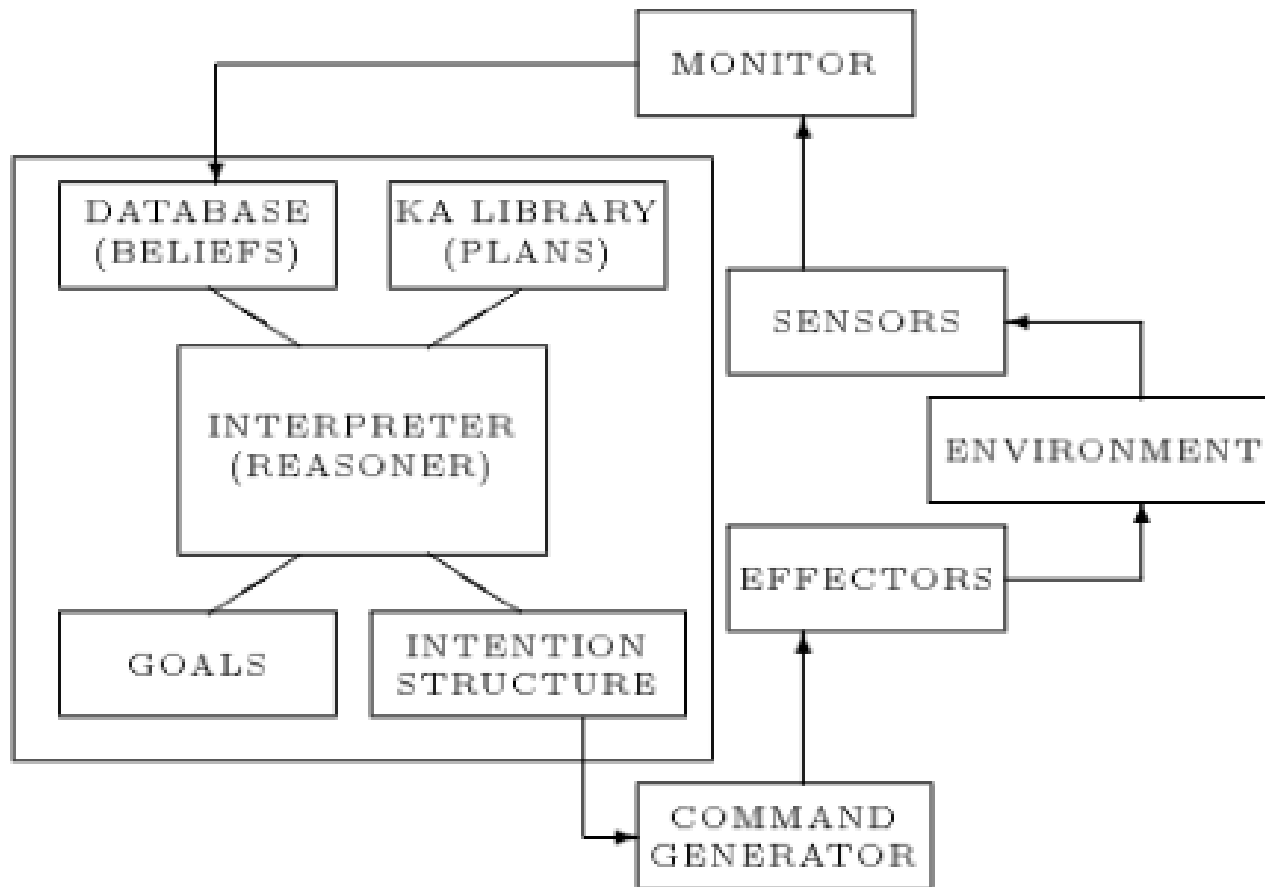 MONITOR
DATABASE
(BELIEFS)
KA LIBRARY
(PLANS)
SENSORS
INTERPRETER
(REASONER)
ENVIRONMENT
EFFECTORS
GOALS
INTENTION
STRUCTURE
COMMAND
GENERATOR